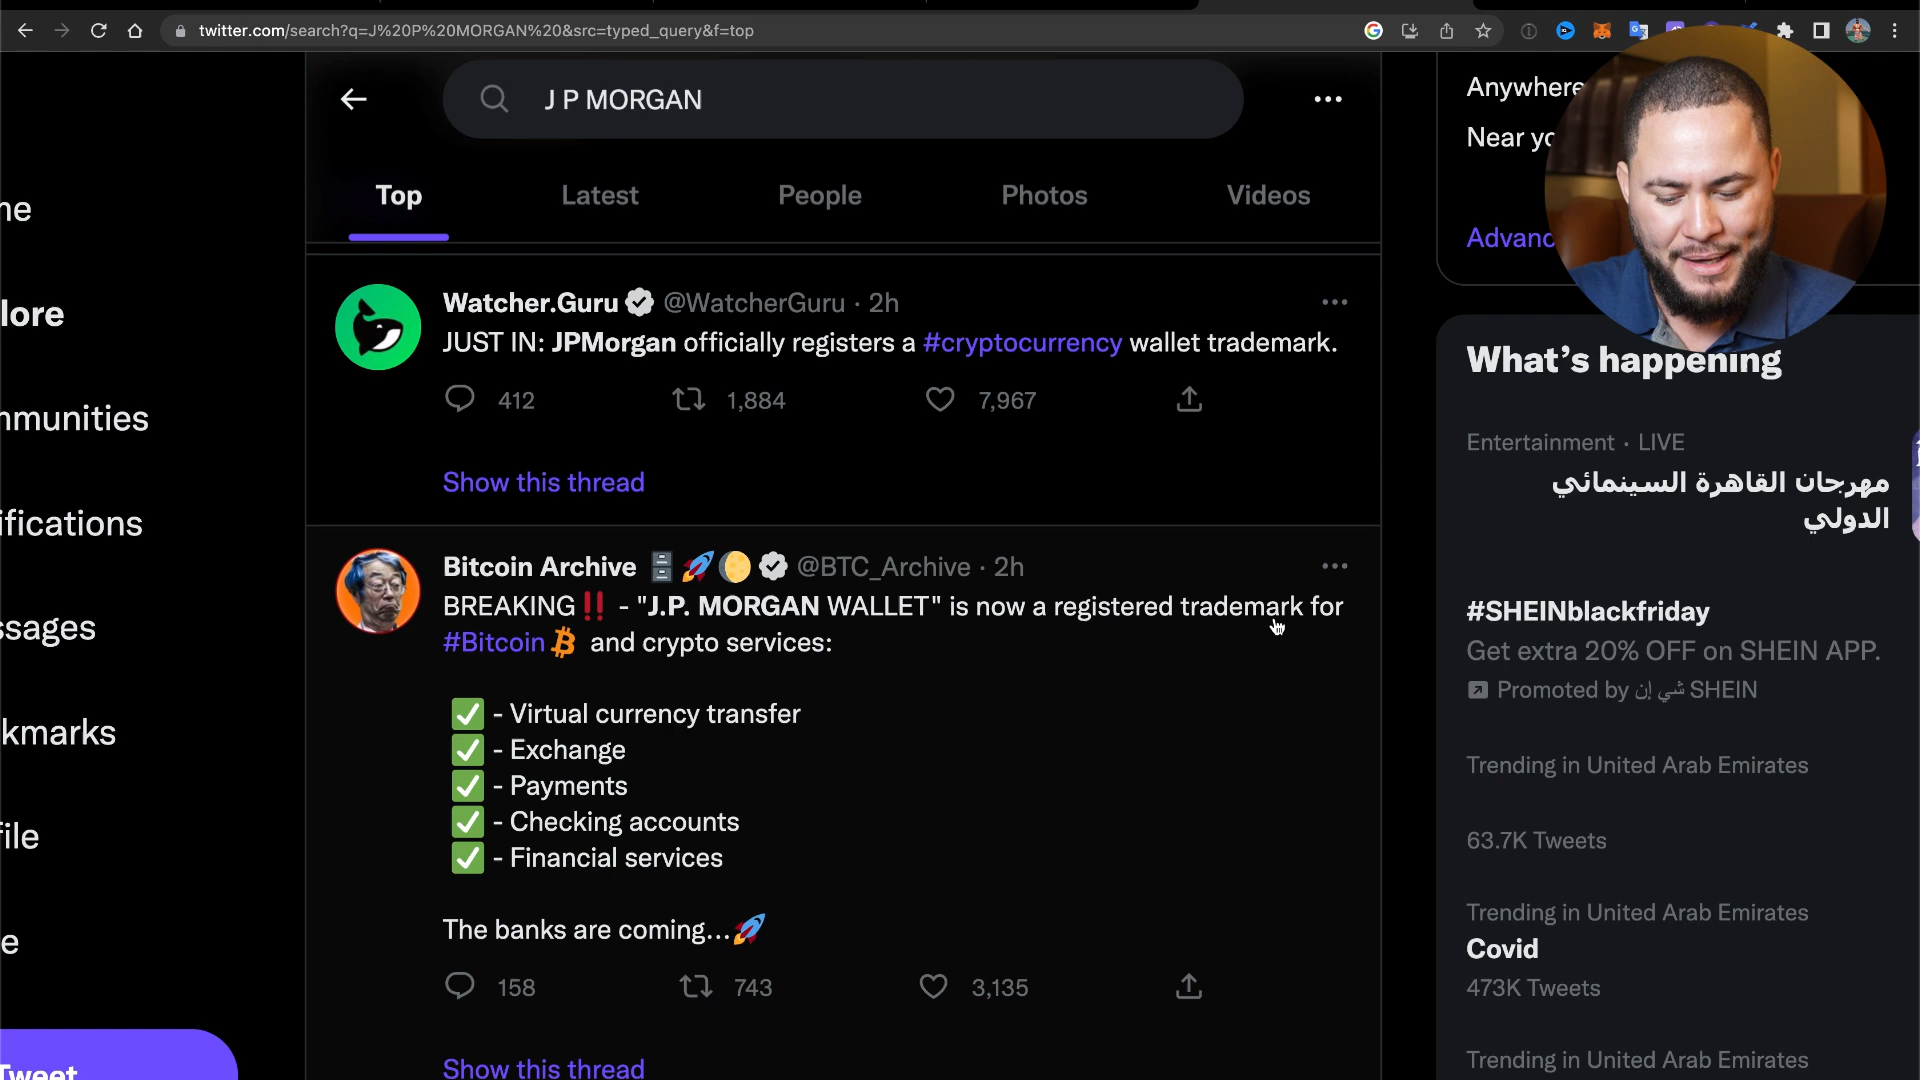 twitter.com/search?q=J%20P%20MORGAN%20&src=typed_query&f=top
J P MORGAN
Top
Latest
People
Photos
Videos
Watcher.Guru @WatcherGuru · 2h
JUST IN: JPMorgan officially registers a #cryptocurrency wallet trademark.
412
1,884
7,967
Show this thread
Bitcoin Archive 🗄️🚀🌔 @BTC_Archive · 2h
BREAKING‼️ - "J.P. MORGAN WALLET" is now a registered trademark for
#Bitcoin and crypto services:
✅ - Virtual currency transfer
✅ - Exchange
✅ - Payments
✅ - Checking accounts
✅ - Financial services
The banks are coming...🚀
158
743
3,135
Show this thread
me
lore
mmunities
ifications
ssages
kmarks
file
e
Tweet
Anywhere
Near yo
Advanc
What's happening
Entertainment · LIVE
مهرجان القاهرة السينمائي
الدولي
#SHEINblackfriday
Get extra 20% OFF on SHEIN APP.
Promoted by شي إن SHEIN
Trending in United Arab Emirates
63.7K Tweets
Trending in United Arab Emirates
Covid
473K Tweets
Trending in United Arab Emirates